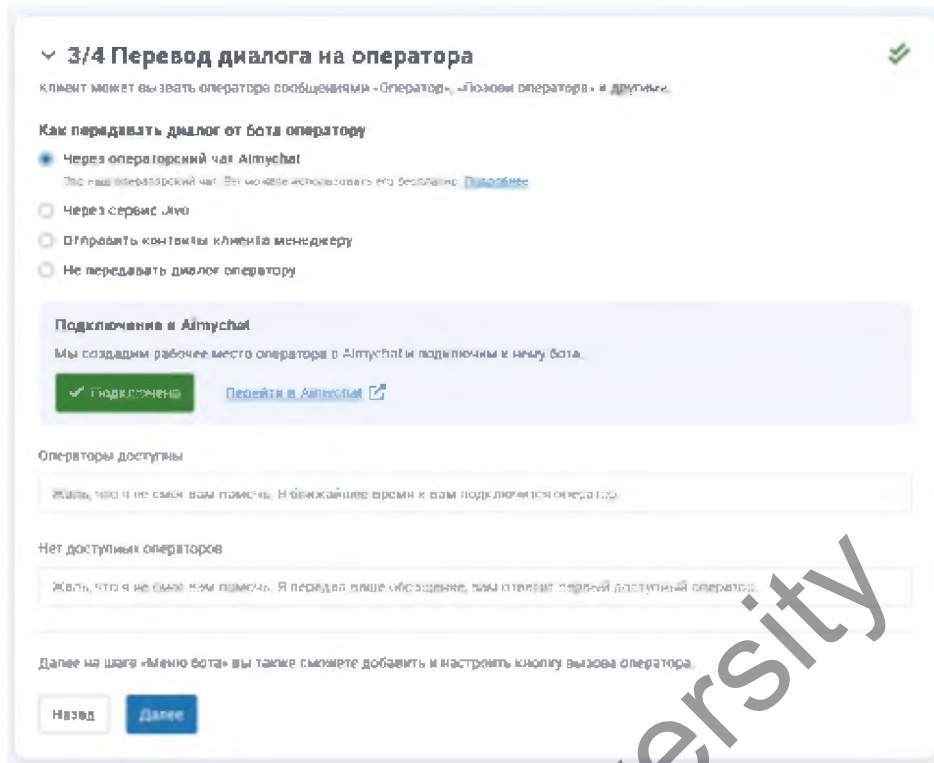 3/4 Перевод диалога на оператора
Клиент может вызвать оператора сообщениями «Оператор», «Позови оператора» и другими.
Как передавать диалог от бота оператору
Через операторский чат Aimychat
Это наш операторский чат. Вы можете использовать его бесплатно. Подробнее
Через сервис Jivo
Отправить контакты клиента менеджеру
Не передавать диалог оператору
Подключение к Aimychat
Мы создадим рабочее место оператора в Aimychat и подключим к нему бота.
Подключено Перейти в Aimychat
Операторы доступны
Жаль, что я не смог вам помочь. В ближайшее время к вам подключится оператор.
Нет доступных операторов
Жаль, что я не смог вам помочь. Я передал ваше обращение, вам ответит первый доступный оператор.
Далее на шаге «Меню бота» вы также сможете добавить и настроить кнопку вызова оператора.
Назад Далее
ersity